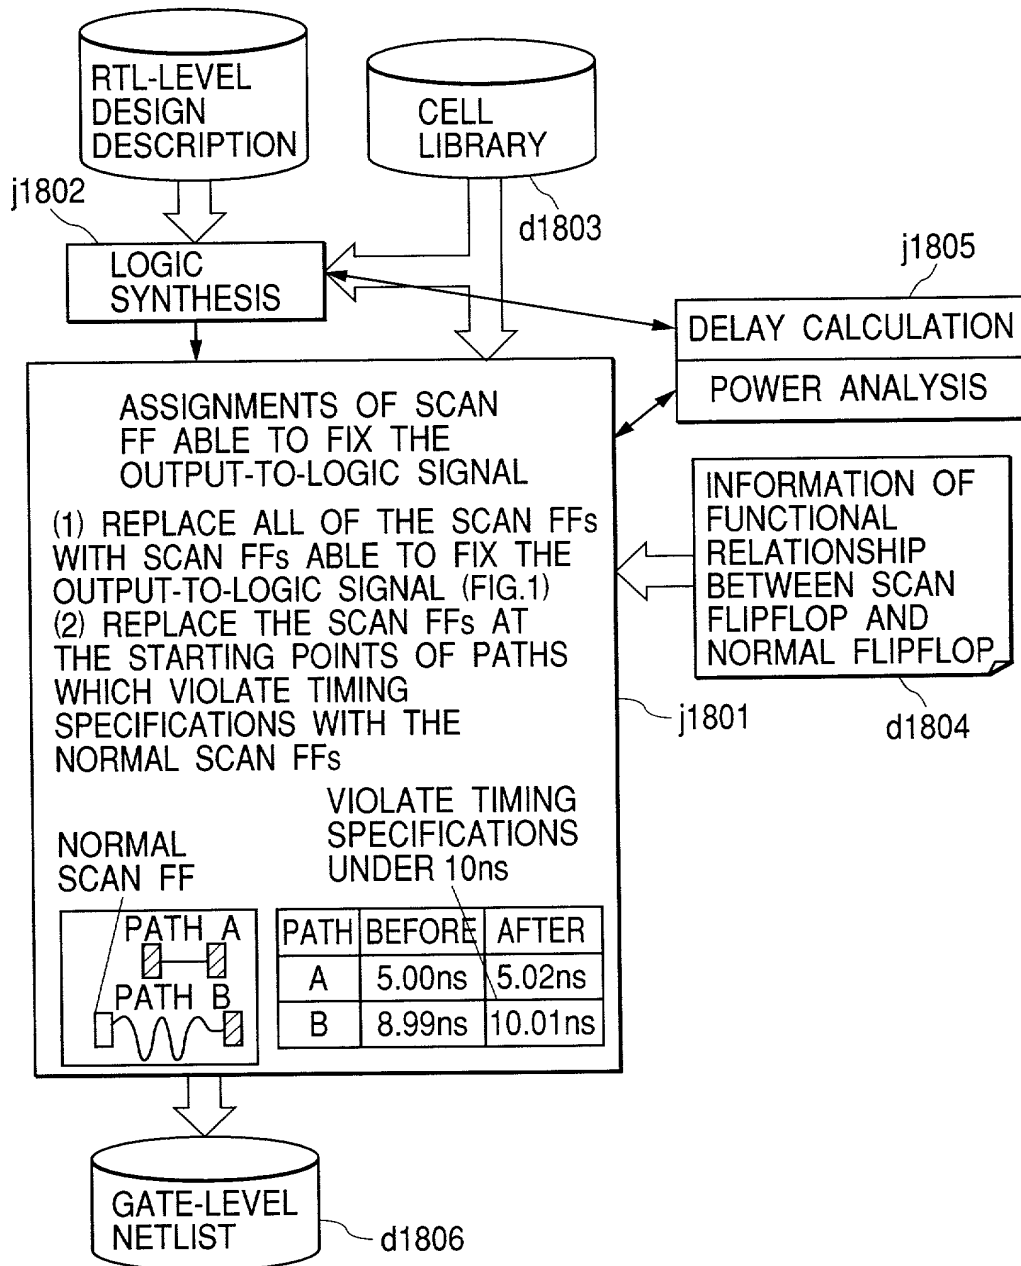 RTL-LEVEL
DESIGN
DESCRIPTION
CELL
LIBRARY
j1802
d1803
LOGIC
SYNTHESIS
j1805
DELAY CALCULATION
POWER ANALYSIS
ASSIGNMENTS OF SCAN
FF ABLE TO FIX THE
OUTPUT-TO-LOGIC SIGNAL
(1) REPLACE ALL OF THE SCAN FFs
WITH SCAN FFs ABLE TO FIX THE
OUTPUT-TO-LOGIC SIGNAL (FIG.1)
(2) REPLACE THE SCAN FFs AT
THE STARTING POINTS OF PATHS
WHICH VIOLATE TIMING
SPECIFICATIONS WITH THE
NORMAL SCAN FFs
INFORMATION OF
FUNCTIONAL
RELATIONSHIP
BETWEEN SCAN
FLIPFLOP AND
NORMAL FLIPFLOP
j1801
d1804
VIOLATE TIMING
SPECIFICATIONS
UNDER 10ns
NORMAL
SCAN FF
PATH A
PATH B
PATH BEFORE AFTER
A 5.00ns 5.02ns
B 8.99ns 10.01ns
GATE-LEVEL
NETLIST
d1806